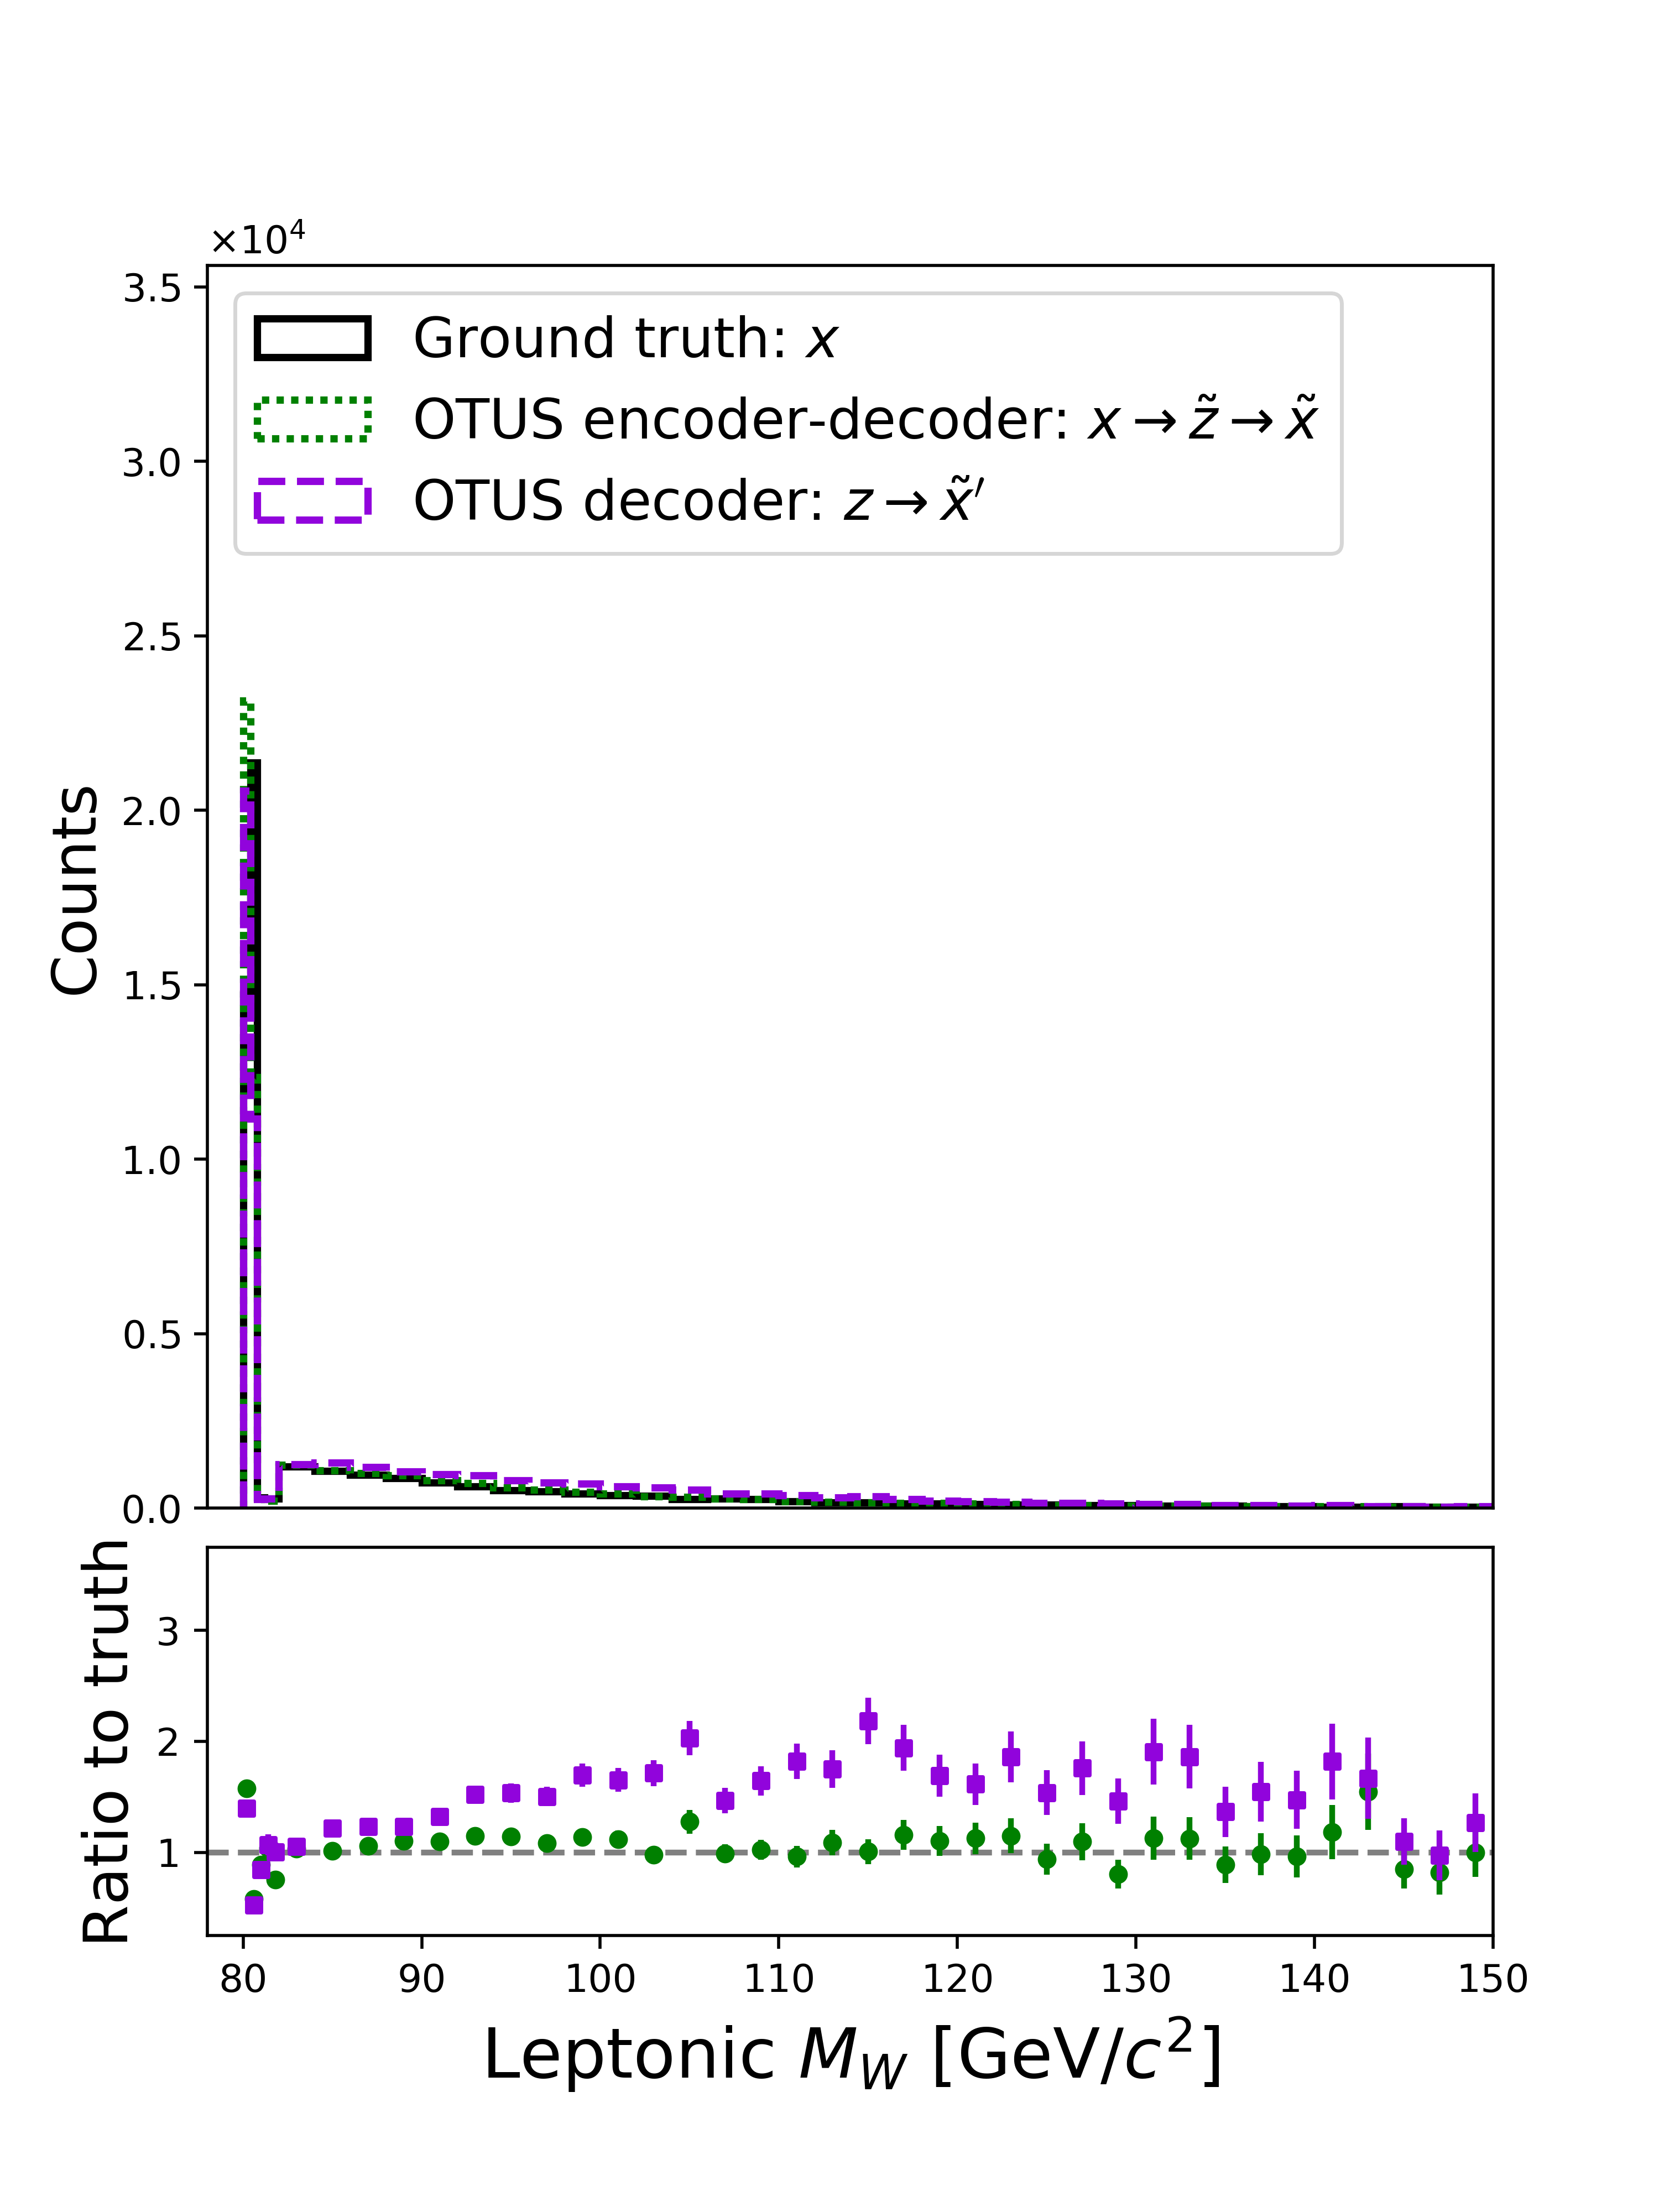 ×10⁴
3.5
Ground truth: x
OTUS encoder-decoder: x → z̃ → x̃
OTUS decoder: z → x̃′
3.0
2.5
2.0
1.5
1.0
0.5
0.0
Counts
3
2
1
Ratio to truth
80 90 100 110 120 130 140 150
Leptonic M_W [GeV/c²]